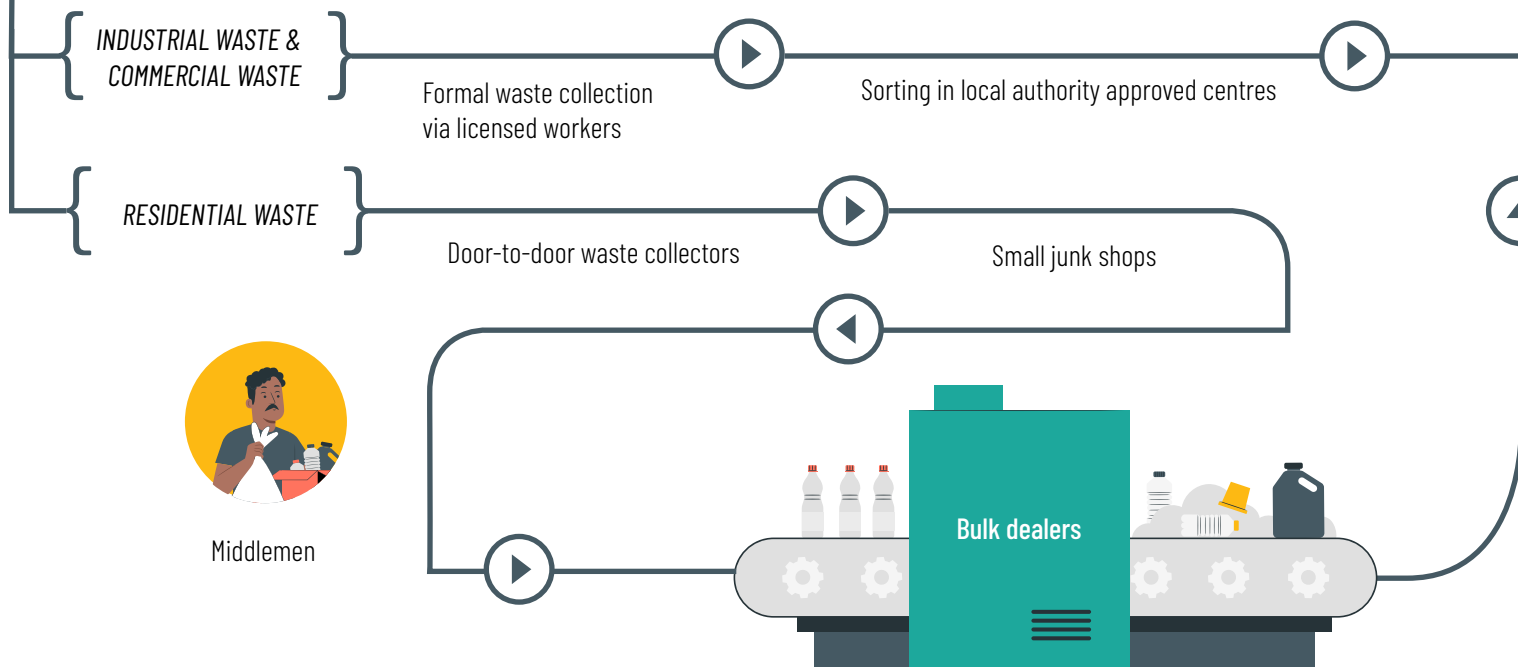 INDUSTRIAL WASTE &
COMMERCIAL WASTE
Formal waste collection
via licensed workers
Sorting in local authority approved centres
RESIDENTIAL WASTE
Door-to-door waste collectors
Small junk shops
Middlemen
Bulk dealers